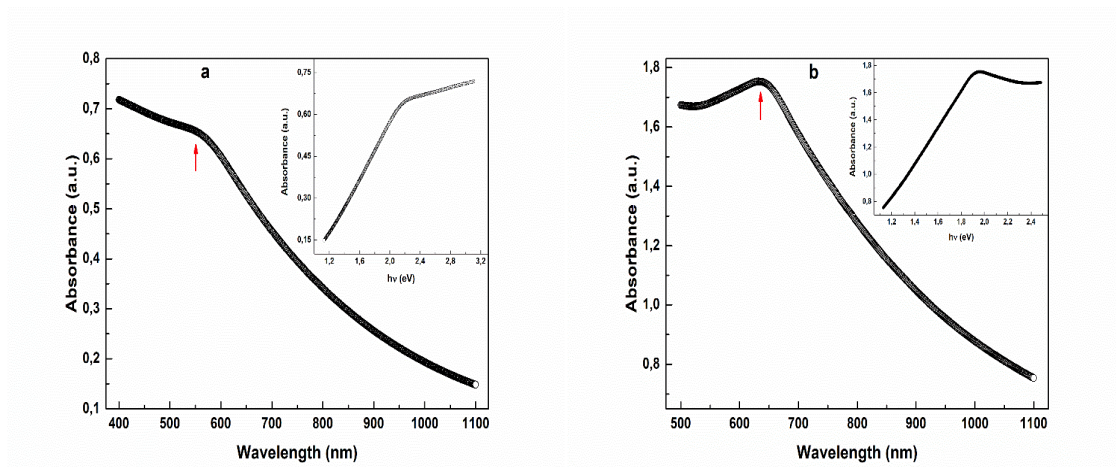 a
0,8
0,7
0,6
0,5
0,4
0,3
0,2
0,1
Absorbance (a.u.)
400 500 600 700 800 900 1000 1100
Wavelength (nm)
0,75
0,60
0,45
0,30
0,15
Absorbance (a.u.)
1,2 1,6 2,0 2,4 2,8 3,2
hν (eV)
b
1,8
1,6
1,4
1,2
1,0
0,8
Absorbance (a.u.)
500 600 700 800 900 1000 1100
Wavelength (nm)
1,8
1,6
1,4
1,2
1,0
0,8
Absorbance (a.u.)
1,2 1,4 1,6 1,8 2,0 2,2 2,4
hν (eV)